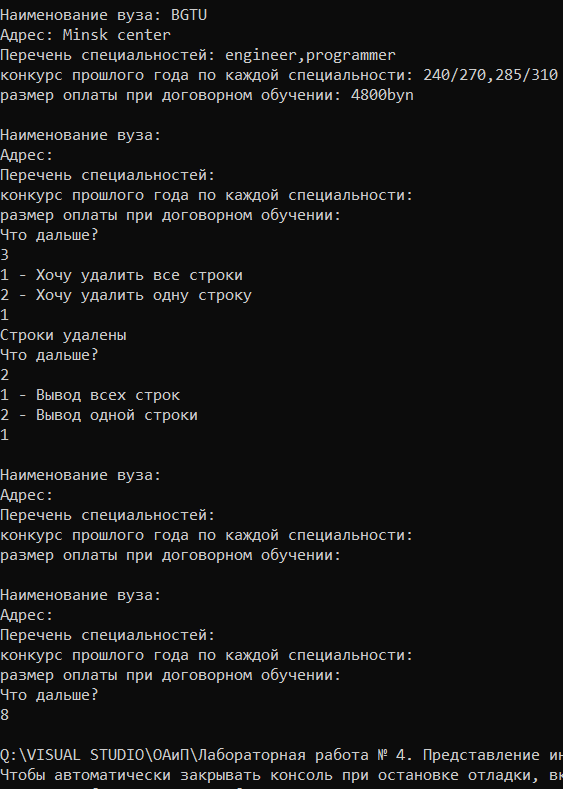 Наименование вуза: BGTU
Адрес: Minsk center
Перечень специальностей: engineer,programmer
конкурс прошлого года по каждой специальности: 240/270,285/310
размер оплаты при договорном обучении: 4800byn
Наименование вуза:
Адрес:
Перечень специальностей:
конкурс прошлого года по каждой специальности:
размер оплаты при договорном обучении:
Что дальше?
3
1 - Хочу удалить все строки
2 - Хочу удалить одну строку
1
Строки удалены
Что дальше?
2
1 - Вывод всех строк
2 - Вывод одной строки
1
Наименование вуза:
Адрес:
Перечень специальностей:
конкурс прошлого года по каждой специальности:
размер оплаты при договорном обучении:
Наименование вуза:
Адрес:
Перечень специальностей:
конкурс прошлого года по каждой специальности:
размер оплаты при договорном обучении:
Что дальше?
8
Q:\VISUAL STUDIO\ОАиП\Лабораторная работа № 4. Представление
Чтобы автоматически закрывать консоль при остановке отладки,